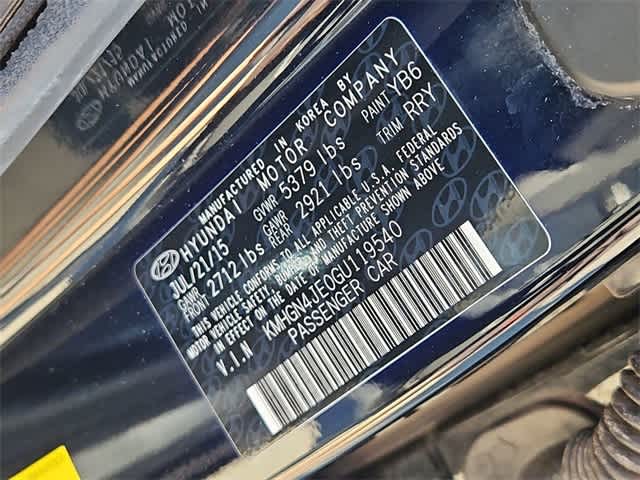 MANUFACTURED IN KOREA BY
HYUNDAI MOTOR COMPANY
JUL/21/15 GVWR 5379 lbs PAINT YB6
GAWR FRONT 2712 lbs GAWR REAR 2921 lbs TRIM RRY
THIS VEHICLE CONFORMS TO ALL APPLICABLE U.S.A. FEDERAL
MOTOR VEHICLE SAFETY, BUMPER, AND THEFT PREVENTION STANDARDS
IN EFFECT ON THE DATE OF MANUFACTURE SHOWN ABOVE
V.I.N KMHGN4JE0GU119540
PASSENGER CAR